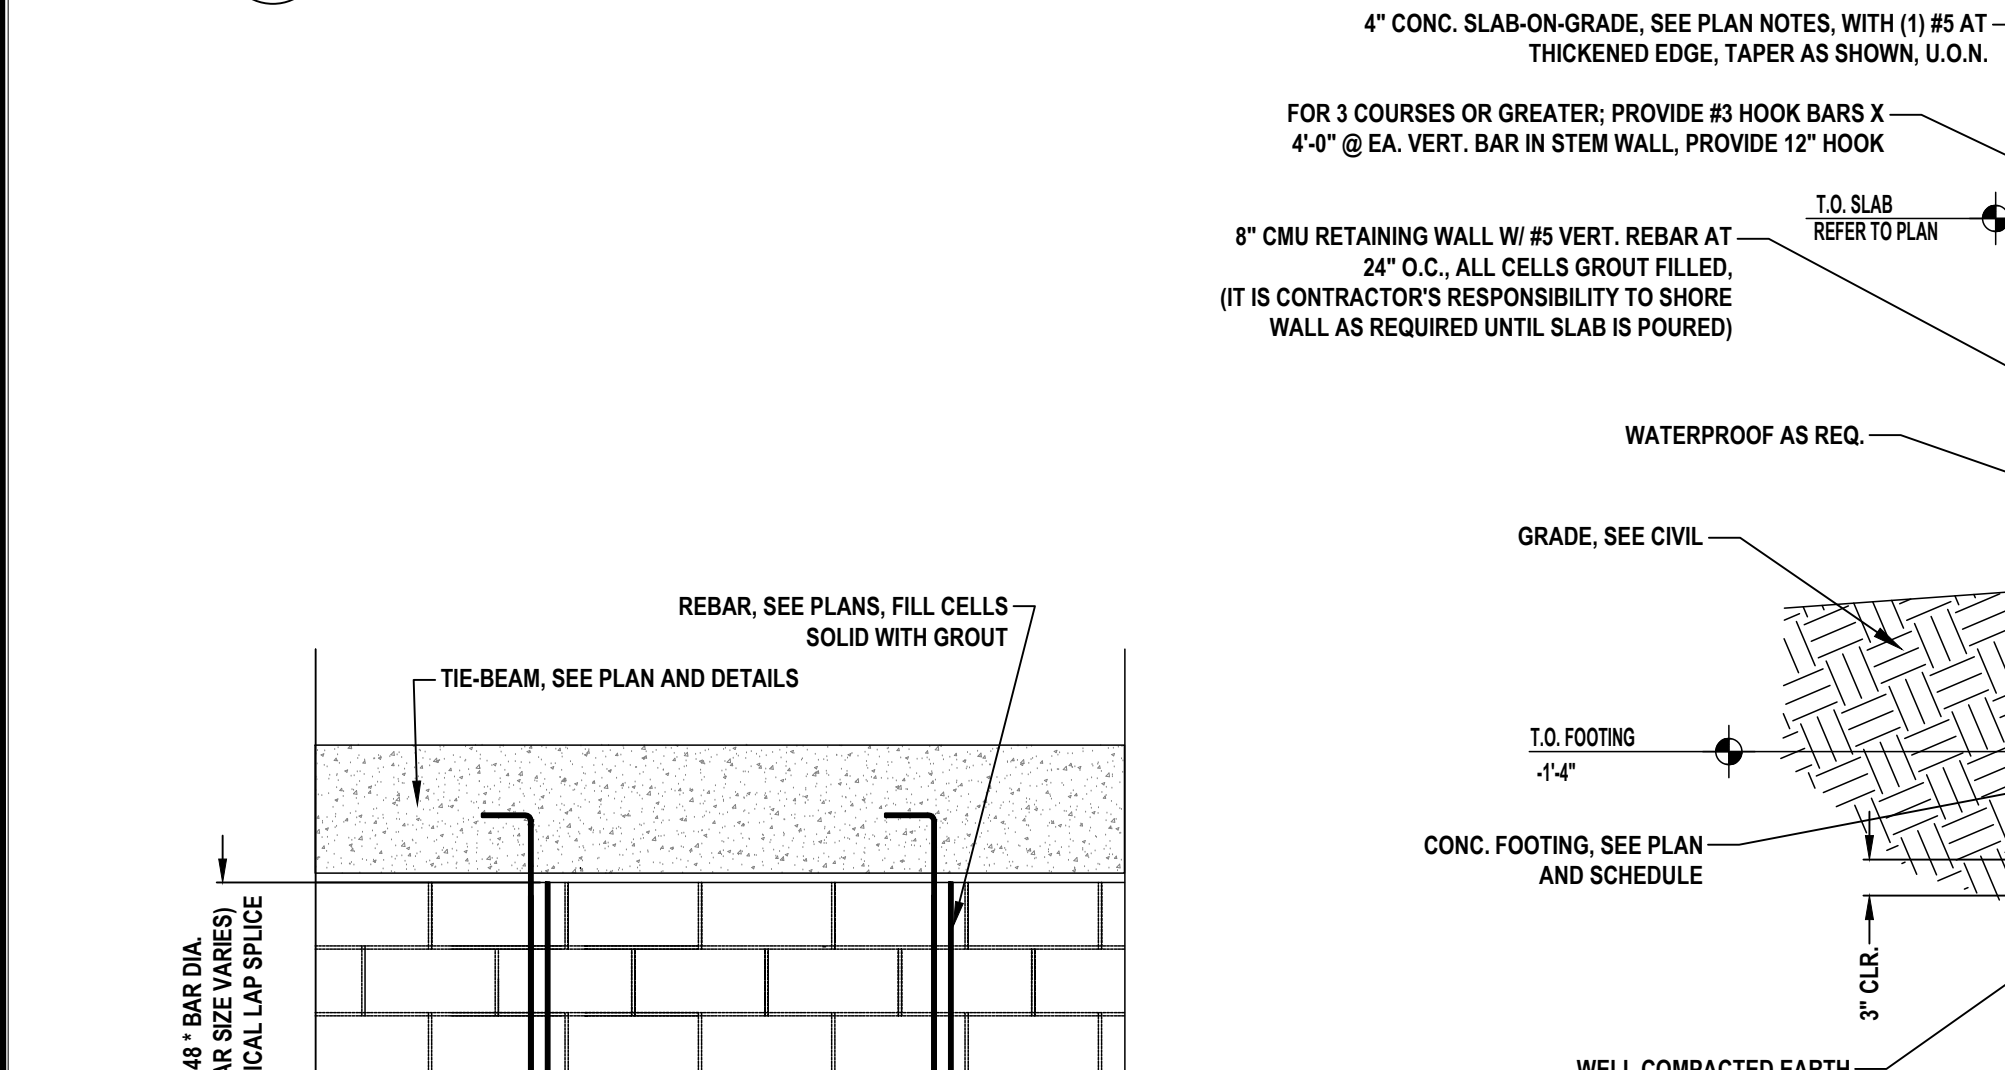 4" CONC. SLAB-ON-GRADE, SEE PLAN NOTES, WITH (1) #5 AT
THICKENED EDGE, TAPER AS SHOWN, U.O.N.
FOR 3 COURSES OR GREATER; PROVIDE #3 HOOK BARS X
4'-0" @ EA. VERT. BAR IN STEM WALL, PROVIDE 12" HOOK
T.O. SLAB
REFER TO PLAN
8" CMU RETAINING WALL W/ #5 VERT. REBAR AT
24" O.C., ALL CELLS GROUT FILLED,
(IT IS CONTRACTOR'S RESPONSIBILITY TO SHORE
WALL AS REQUIRED UNTIL SLAB IS POURED)
WATERPROOF AS REQ.
GRADE, SEE CIVIL
REBAR, SEE PLANS, FILL CELLS
SOLID WITH GROUT
TIE-BEAM, SEE PLAN AND DETAILS
T.O. FOOTING
-1'-4"
CONC. FOOTING, SEE PLAN
AND SCHEDULE
3" CLR.
48 * BAR DIA.
SIZE VARIES)
LAP SPLICE
WELL COMPACTED EARTH